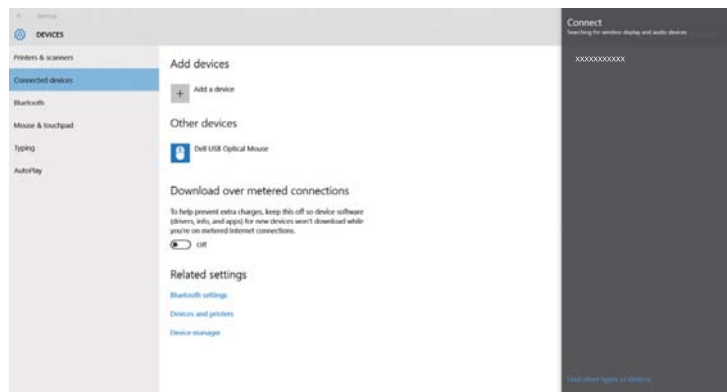 Settings
DEVICES
Printers & scanners
Connected devices
Bluetooth
Mouse & touchpad
Typing
AutoPlay
Add devices
Add a device
Other devices
Dell USB Optical Mouse
Download over metered connections
To help prevent extra charges, keep this off so device software
(drivers, info, and apps) for new devices won't download while
you're on metered Internet connections.
Off
Related settings
Bluetooth settings
Devices and printers
Device manager
Connect
Searching for wireless display and audio devices
xxxxxxxxxxx
Find other types of devices